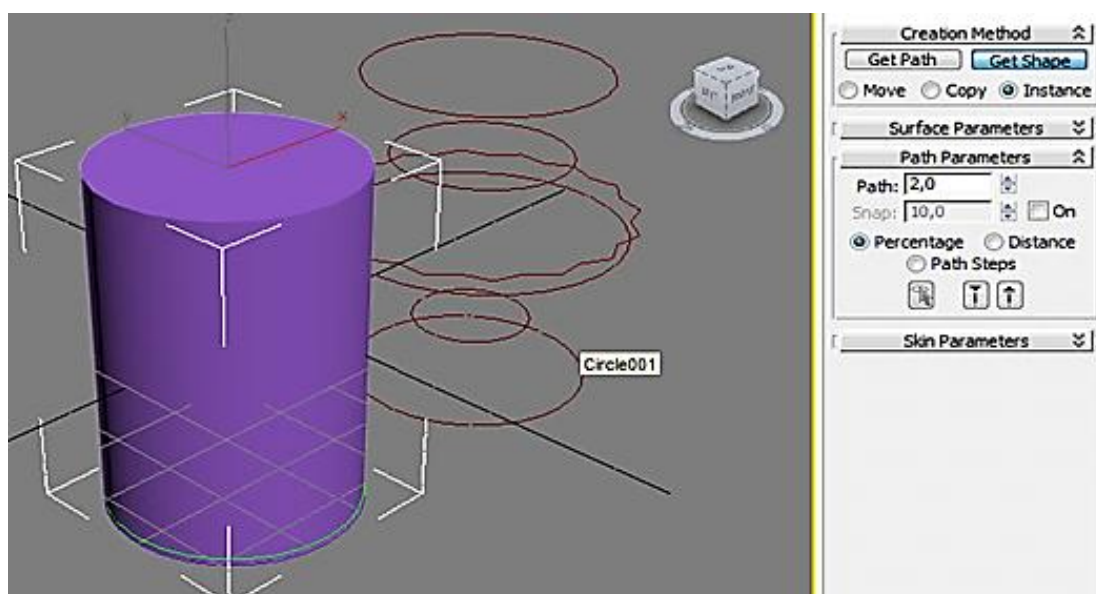 Creation Method
Get Path Get Shape
Move Copy Instance
Surface Parameters
Path Parameters
Path: 2,0
Snap: 10,0 On
Percentage Distance
Path Steps
Skin Parameters
Circle001
y
x